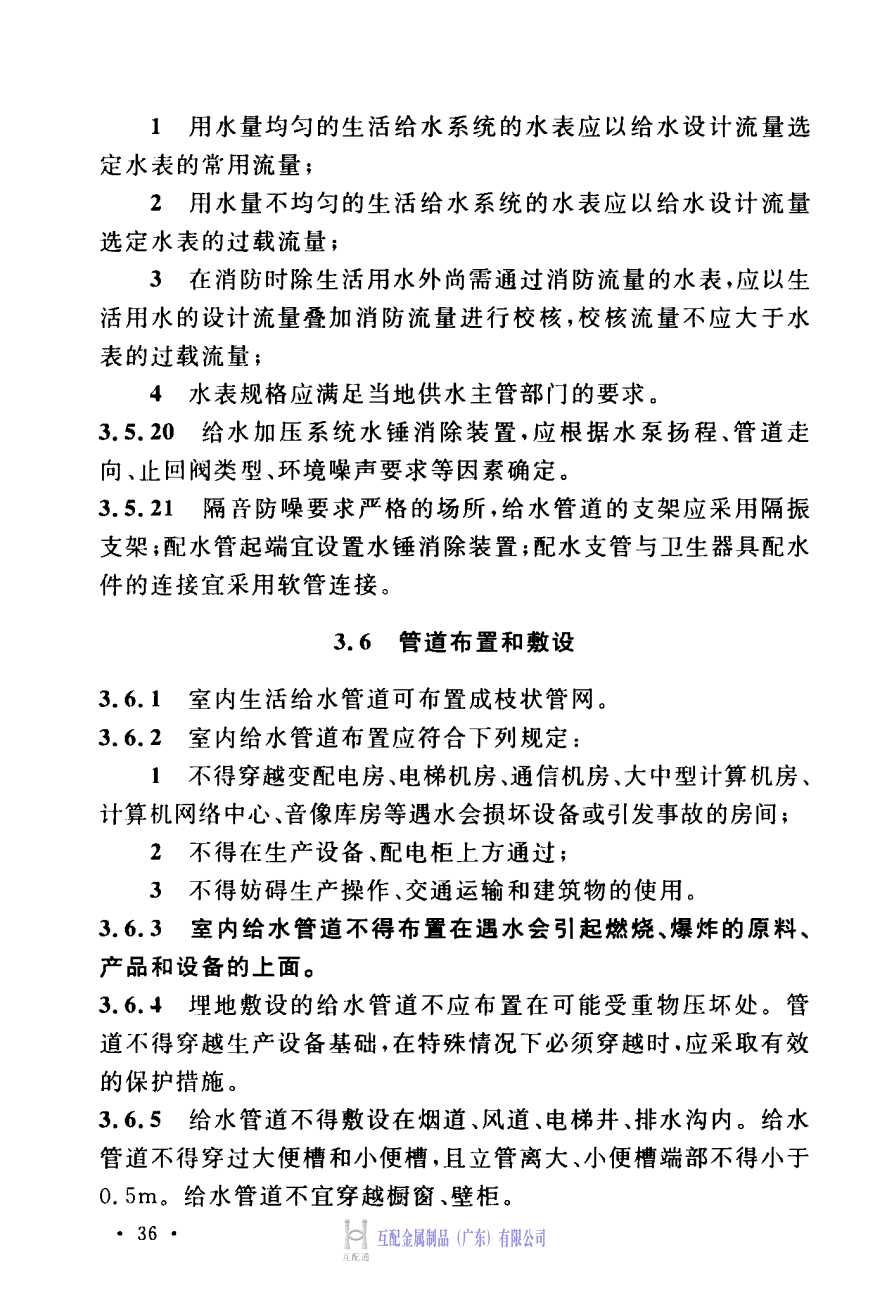 1 用水量均匀的生活给水系统的水表应以给水设计流量选
定水表的常用流量；
2 用水量不均匀的生活给水系统的水表应以给水设计流量
选定水表的过载流量；
3 在消防时除生活用水外尚需通过消防流量的水表，应以生
活用水的设计流量叠加消防流量进行校核，校核流量不应大于水
表的过载流量；
4 水表规格应满足当地供水主管部门的要求。
3.5.20 给水加压系统水锤消除装置，应根据水泵扬程、管道走
向、止回阀类型、环境噪声要求等因素确定。
3.5.21 隔音防噪要求严格的场所，给水管道的支架应采用隔振
支架；配水管起端宜设置水锤消除装置；配水支管与卫生器具配水
件的连接宜采用软管连接。
3.6 管道布置和敷设
3.6.1 室内生活给水管道可布置成枝状管网。
3.6.2 室内给水管道布置应符合下列规定：
1 不得穿越变配电房、电梯机房、通信机房、大中型计算机房、
计算机网络中心、音像库房等遇水会损坏设备或引发事故的房间；
2 不得在生产设备、配电柜上方通过；
3 不得妨碍生产操作、交通运输和建筑物的使用。
3.6.3 室内给水管道不得布置在遇水会引起燃烧、爆炸的原料、
产品和设备的上面。
3.6.4 埋地敷设的给水管道不应布置在可能受重物压坏处。管
道不得穿越生产设备基础，在特殊情况下必须穿越时，应采取有效
的保护措施。
3.6.5 给水管道不得敷设在烟道、风道、电梯井、排水沟内。给水
管道不得穿过大便槽和小便槽，且立管离大、小便槽端部不得小于
0.5m。给水管道不宜穿越橱窗、壁柜。
· 36 ·
互配通
互配金属制品（广东）有限公司